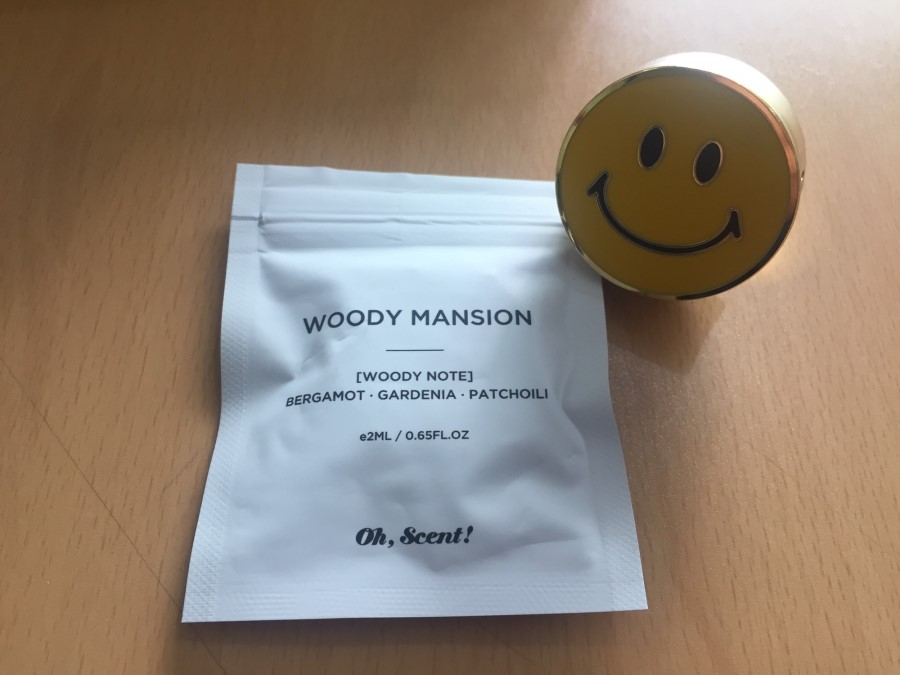 WOODY MANSION
[WOODY NOTE]
BERGAMOT · GARDENIA · PATCHOILI
e2ML / 0.65FL.OZ
Oh, Scent!